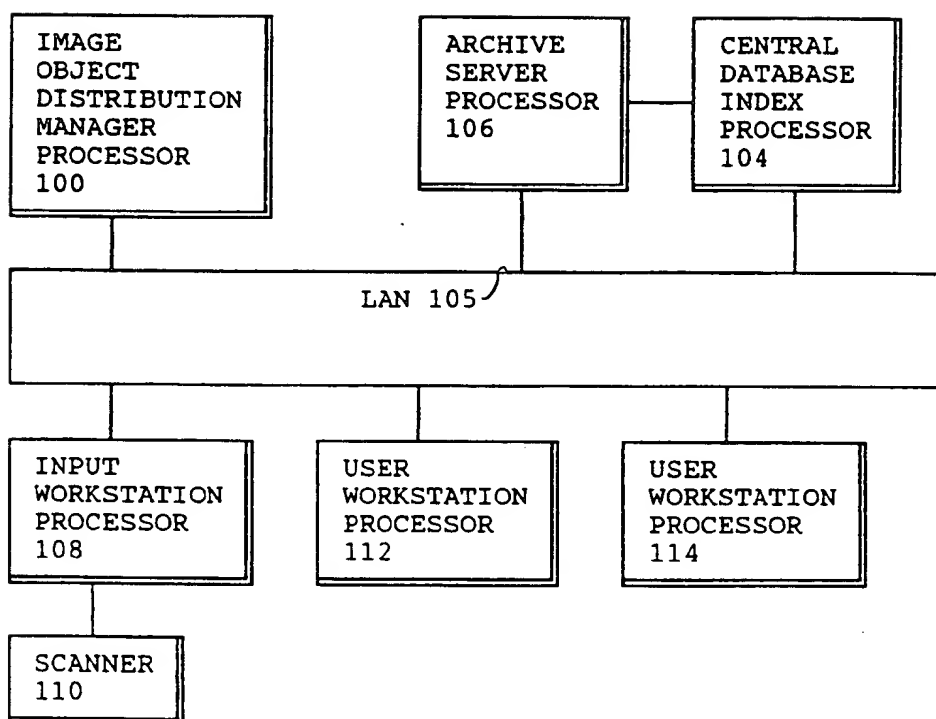 IMAGE
OBJECT
DISTRIBUTION
MANAGER
PROCESSOR
100
ARCHIVE
SERVER
PROCESSOR
106
CENTRAL
DATABASE
INDEX
PROCESSOR
104
LAN 105
INPUT
WORKSTATION
PROCESSOR
108
USER
WORKSTATION
PROCESSOR
112
USER
WORKSTATION
PROCESSOR
114
SCANNER
110